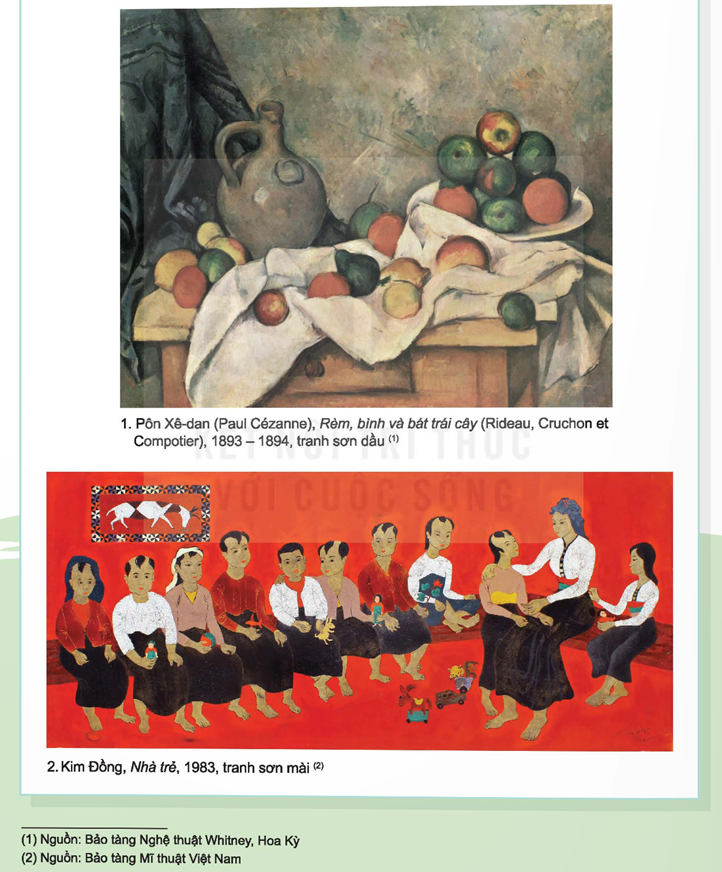 KẾT NỐI TRI THỨC
VỚI CUỘC SỐNG
1. Pôn Xê-dan (Paul Cézanne), Rèm, bình và bát trái cây (Rideau, Cruchon et
Compotier), 1893 – 1894, tranh sơn dầu (1)
2. Kim Đồng, Nhà trẻ, 1983, tranh sơn mài (2)
(1) Nguồn: Bảo tàng Nghệ thuật Whitney, Hoa Kỳ
(2) Nguồn: Bảo tàng Mĩ thuật Việt Nam